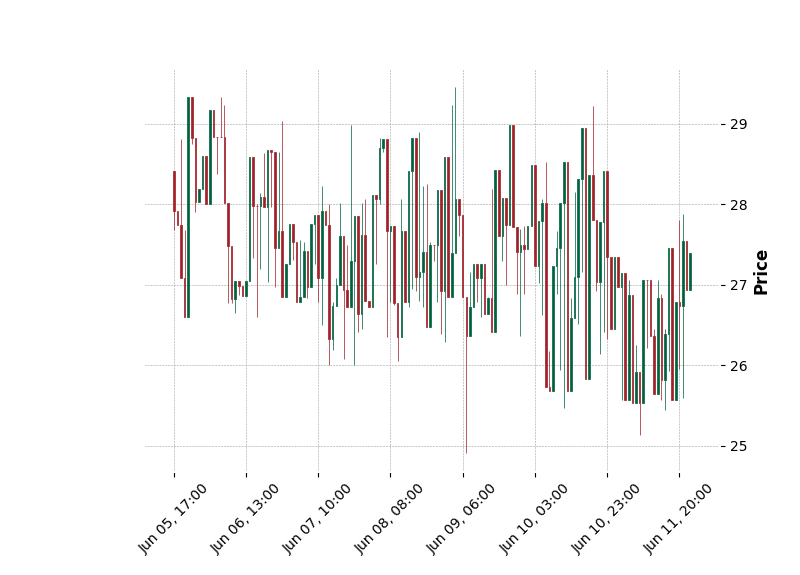 29
28
27
26
25
Price
Jun 05, 17:00
Jun 06, 13:00
Jun 07, 10:00
Jun 08, 08:00
Jun 09, 06:00
Jun 10, 03:00
Jun 10, 23:00
Jun 11, 20:00